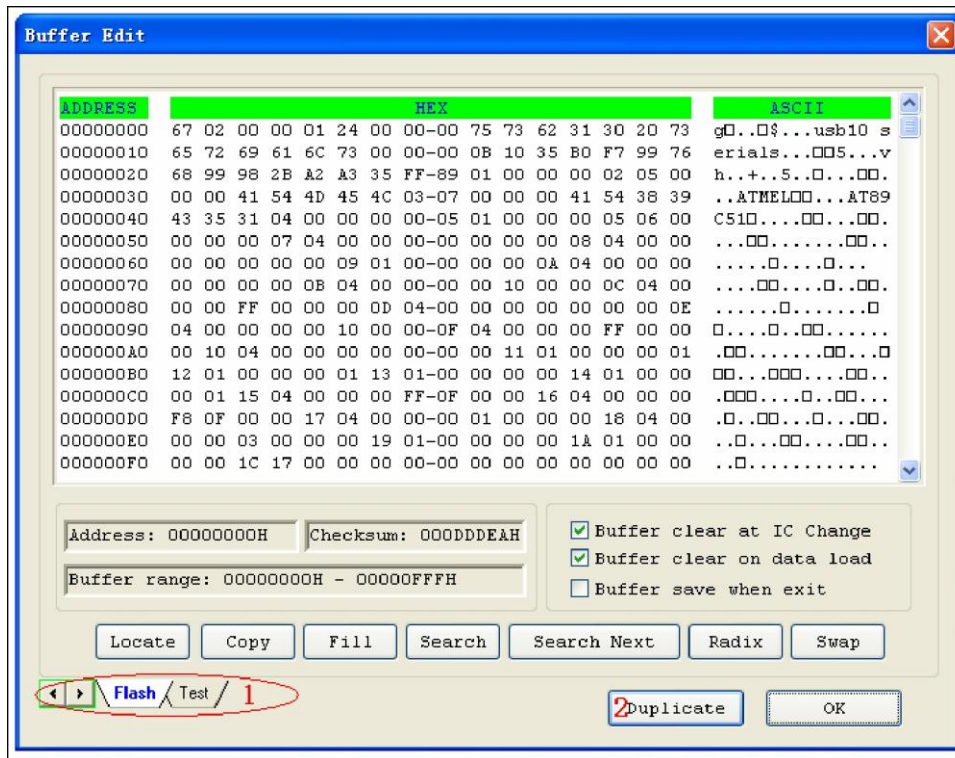 Buffer Edit
ADDRESS HEX ASCII
00000000 67 02 00 00 01 24 00 00-00 75 73 62 31 30 20 73 g□..□$...usb10 s
00000010 65 72 69 61 6C 73 00 00-00 0B 10 35 B0 F7 99 76 erials...□□5...v
00000020 68 99 98 2B A2 A3 35 FF-89 01 00 00 00 02 05 00 h..+..5..□...□□.
00000030 00 00 41 54 4D 45 4C 03-07 00 00 00 41 54 38 39 ..ATMEL□□...AT89
00000040 43 35 31 04 00 00 00 00-05 01 00 00 00 05 06 00 C51□....□□...□□.
00000050 00 00 00 07 04 00 00 00-00 00 00 00 08 04 00 00 ...□□.......□□..
00000060 00 00 00 00 00 09 01 00-00 00 00 0A 04 00 00 00 .....□....□...
00000070 00 00 00 00 0B 04 00 00-00 00 10 00 00 0C 04 00 ....□□....□..□□.
00000080 00 00 FF 00 00 00 0D 04-00 00 00 00 00 00 00 0E ......□.......□
00000090 04 00 00 00 00 10 00 00-0F 04 00 00 00 FF 00 00 □....□..□□......
000000A0 00 10 04 00 00 00 00 00-00 00 11 01 00 00 00 01 .□□.......□□...□
000000B0 12 01 00 00 00 01 13 01-00 00 00 00 14 01 00 00 □□...□□□....□□..
000000C0 00 01 15 04 00 00 00 FF-0F 00 00 16 04 00 00 00 .□□□....□..□□...
000000D0 F8 0F 00 00 17 04 00 00-00 01 00 00 00 18 04 00 .□..□□...□...□□.
000000E0 00 00 03 00 00 00 19 01-00 00 00 00 1A 01 00 00 ..□...□□....□□..
000000F0 00 00 1C 17 00 00 00 00-00 00 00 00 00 00 00 00 ..□.............
Address: 00000000H Checksum: 000DDDEAH
Buffer range: 00000000H - 00000FFFH
Buffer clear at IC Change
Buffer clear on data load
Buffer save when exit
Locate Copy Fill Search Search Next Radix Swap
Flash Test 1
2Duplicate OK